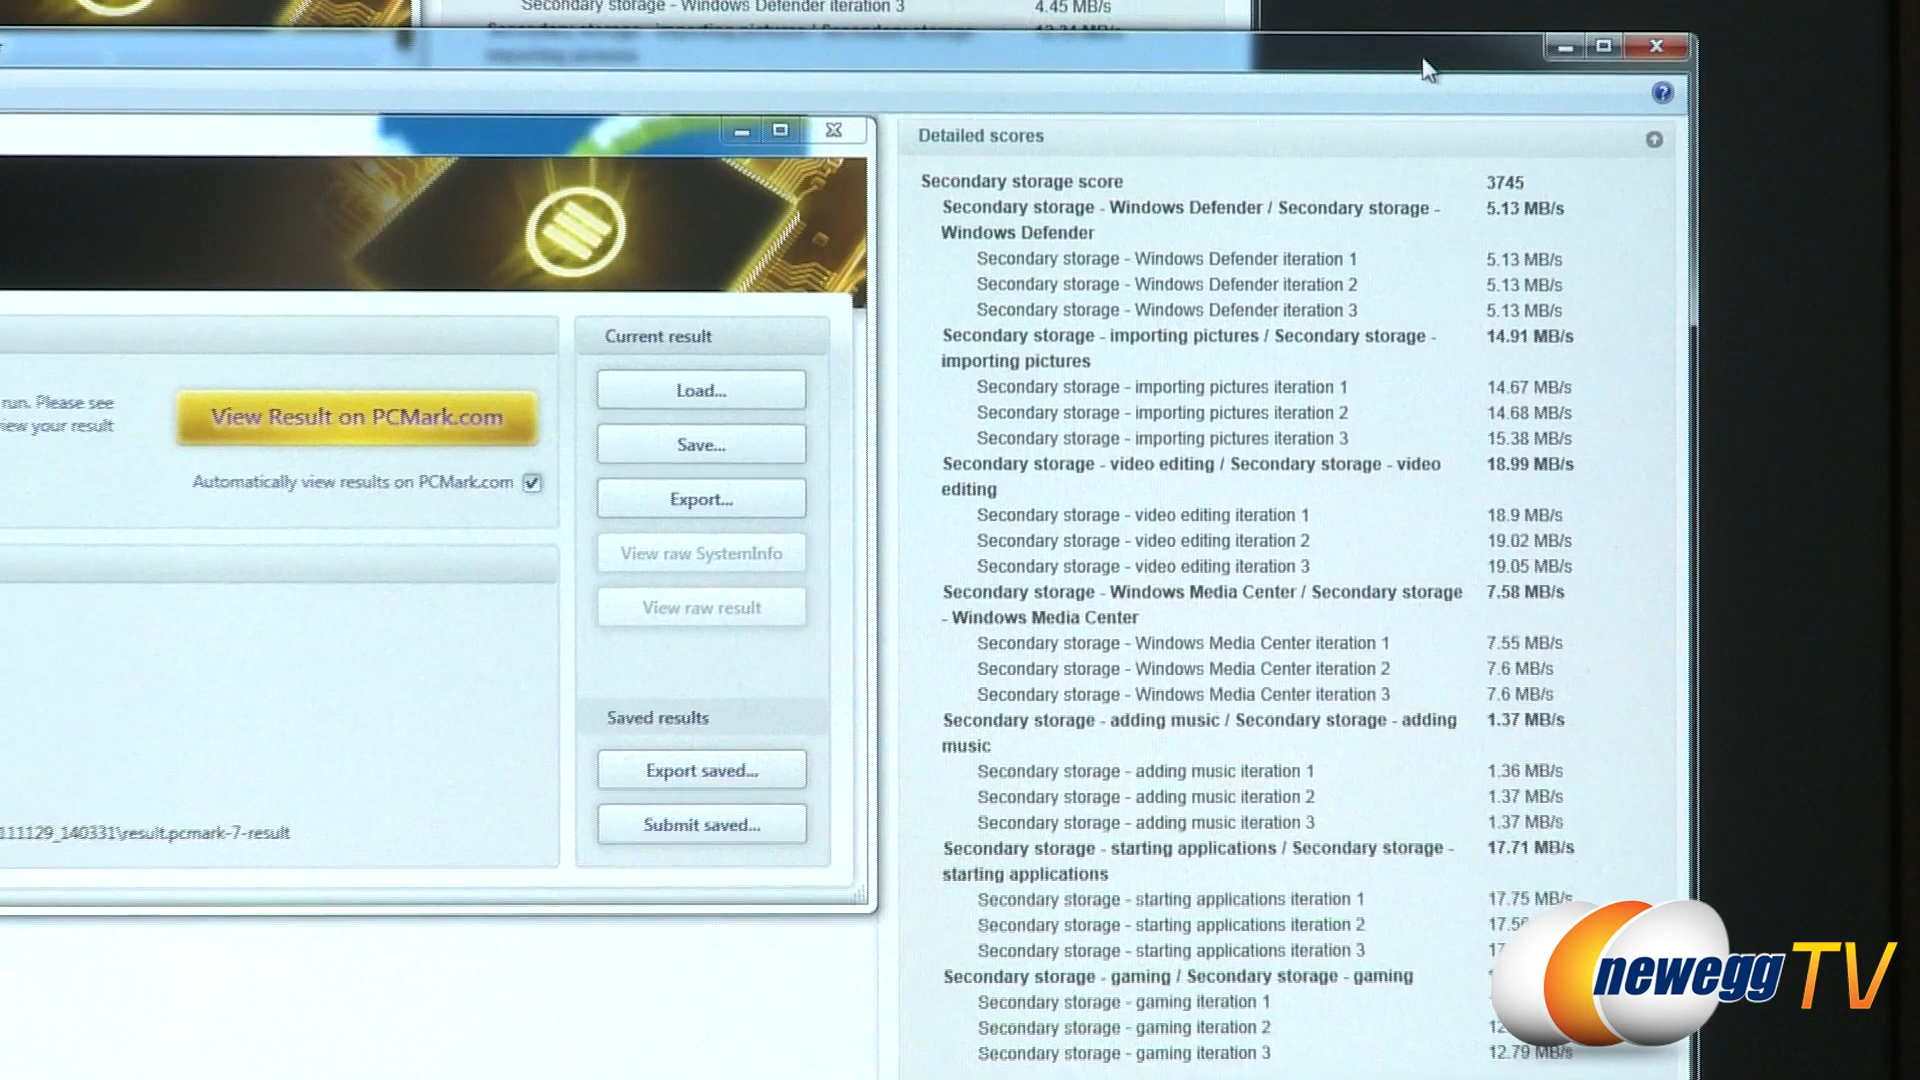 Secondary storage - Windows Defender iteration 3 4.45 MB/s
Detailed scores
Secondary storage score 3745
Secondary storage - Windows Defender / Secondary storage - 5.13 MB/s
Windows Defender
Secondary storage - Windows Defender iteration 1 5.13 MB/s
Secondary storage - Windows Defender iteration 2 5.13 MB/s
Secondary storage - Windows Defender iteration 3 5.13 MB/s
Secondary storage - importing pictures / Secondary storage - 14.91 MB/s
importing pictures
Secondary storage - importing pictures iteration 1 14.67 MB/s
Secondary storage - importing pictures iteration 2 14.68 MB/s
Secondary storage - importing pictures iteration 3 15.38 MB/s
Secondary storage - video editing / Secondary storage - video 18.99 MB/s
editing
Secondary storage - video editing iteration 1 18.9 MB/s
Secondary storage - video editing iteration 2 19.02 MB/s
Secondary storage - video editing iteration 3 19.05 MB/s
Secondary storage - Windows Media Center / Secondary storage 7.58 MB/s
- Windows Media Center
Secondary storage - Windows Media Center iteration 1 7.55 MB/s
Secondary storage - Windows Media Center iteration 2 7.6 MB/s
Secondary storage - Windows Media Center iteration 3 7.6 MB/s
Secondary storage - adding music / Secondary storage - adding 1.37 MB/s
music
Secondary storage - adding music iteration 1 1.36 MB/s
Secondary storage - adding music iteration 2 1.37 MB/s
Secondary storage - adding music iteration 3 1.37 MB/s
Secondary storage - starting applications / Secondary storage - 17.71 MB/s
starting applications
Secondary storage - starting applications iteration 1 17.75 MB/s
Secondary storage - starting applications iteration 2
Secondary storage - starting applications iteration 3
Secondary storage - gaming / Secondary storage - gaming
Secondary storage - gaming iteration 1
Secondary storage - gaming iteration 2
Secondary storage - gaming iteration 3 12.79 MB/s
run. Please see
view your result
View Result on PCMark.com
Automatically view results on PCMark.com
111129_140331\result.pcmark-7-result
Current result
Load...
Save...
Export...
View raw SystemInfo
View raw result
Saved results
Export saved...
Submit saved...
newegg TV